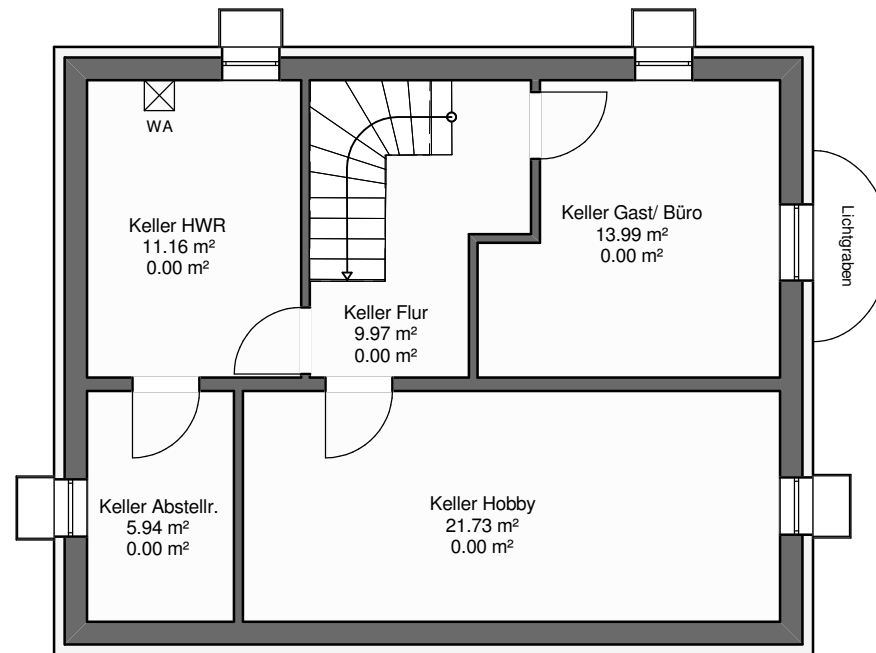 WA
Keller HWR
11.16 m²
0.00 m²
Keller Flur
9.97 m²
0.00 m²
Keller Gast/ Büro
13.99 m²
0.00 m²
Lichtgraben
Keller Abstellr.
5.94 m²
0.00 m²
Keller Hobby
21.73 m²
0.00 m²